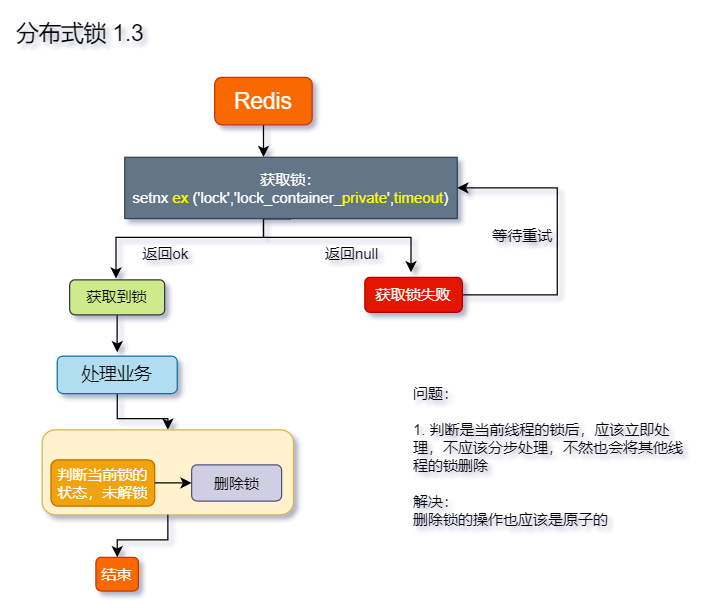 分布式锁 1.3
Redis
获取锁：
setnx ex ('lock','lock_container_private',timeout)
返回ok
返回null
等待重试
获取到锁
获取锁失败
处理业务
判断当前锁的
状态，未解锁
删除锁
结束
问题：
1. 判断是当前线程的锁后，应该立即处
理，不应该分步处理，不然也会将其他线
程的锁删除
解决：
删除锁的操作也应该是原子的